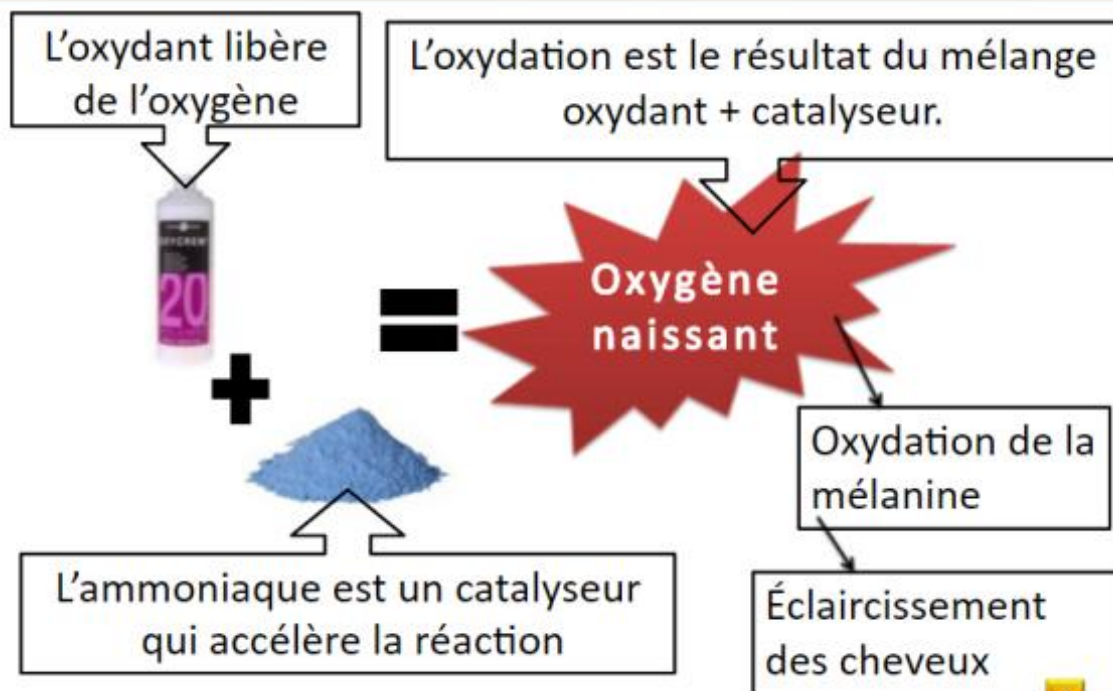 L'oxydant libère
de l'oxygène
L'oxydation est le résultat du mélange
oxydant + catalyseur.
20
+
=
Oxygène
naissant
Oxydation de la
mélanine
L'ammoniaque est un catalyseur
qui accélère la réaction
Éclaircissement
des cheveux